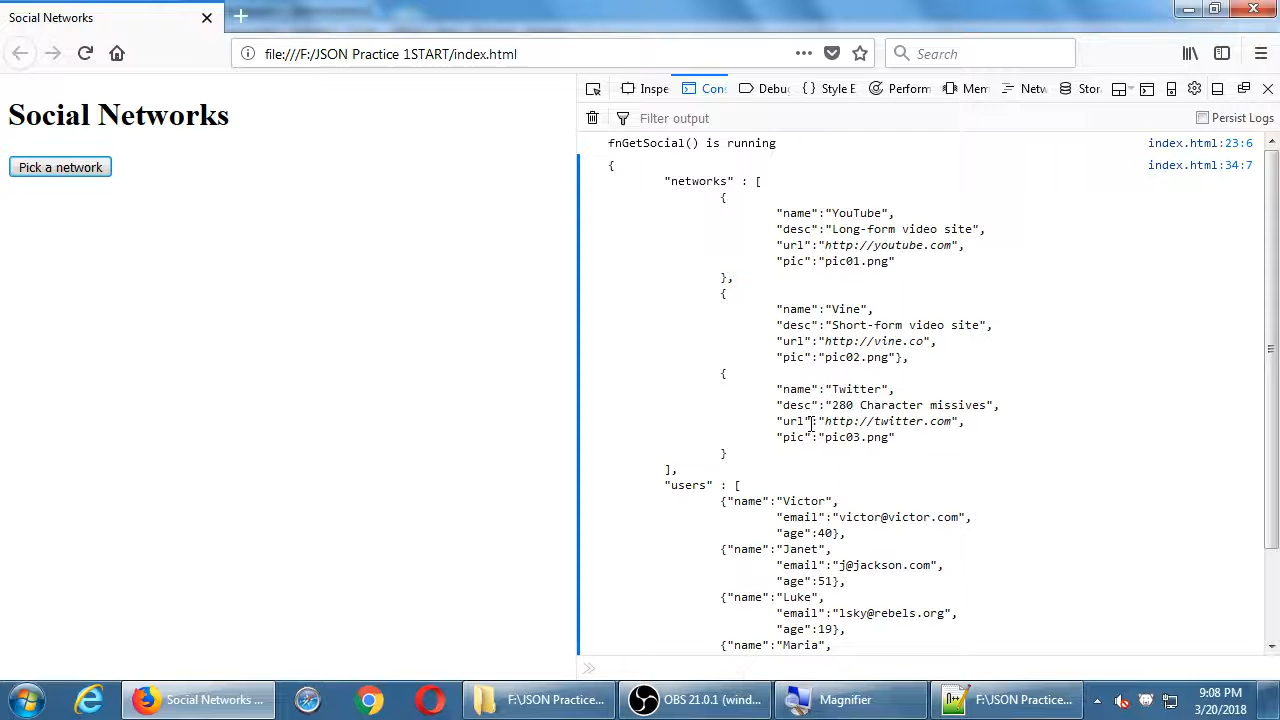 Social Networks
file:///F:/JSON Practice 1START/index.html
Search
Social Networks
Pick a network
Inspe
Cons
Debu
Style E
Perform
Mem
Netw
Stor
Filter output
Persist Logs
fnGetSocial() is running
index.html:23:6
{
index.html:34:7
"networks" : [
{
"name":"YouTube",
"desc":"Long-form video site",
"url":"http://youtube.com",
"pic":"pic01.png"
},
{
"name":"Vine",
"desc":"Short-form video site",
"url":"http://vine.co",
"pic":"pic02.png"},
{
"name":"Twitter",
"desc":"280 Character missives",
"url":"http://twitter.com",
"pic":"pic03.png"
}
],
"users" : [
{"name":"Victor",
"email":"victor@victor.com",
"age":40},
{"name":"Janet",
"email":"j@jackson.com",
"age":51},
{"name":"Luke",
"email":"lsky@rebels.org",
"age":19},
{"name":"Maria",
Social Networks ...
F:\JSON Practice...
OBS 21.0.1 (wind...
Magnifier
F:\JSON Practice...
9:08 PM
3/20/2018